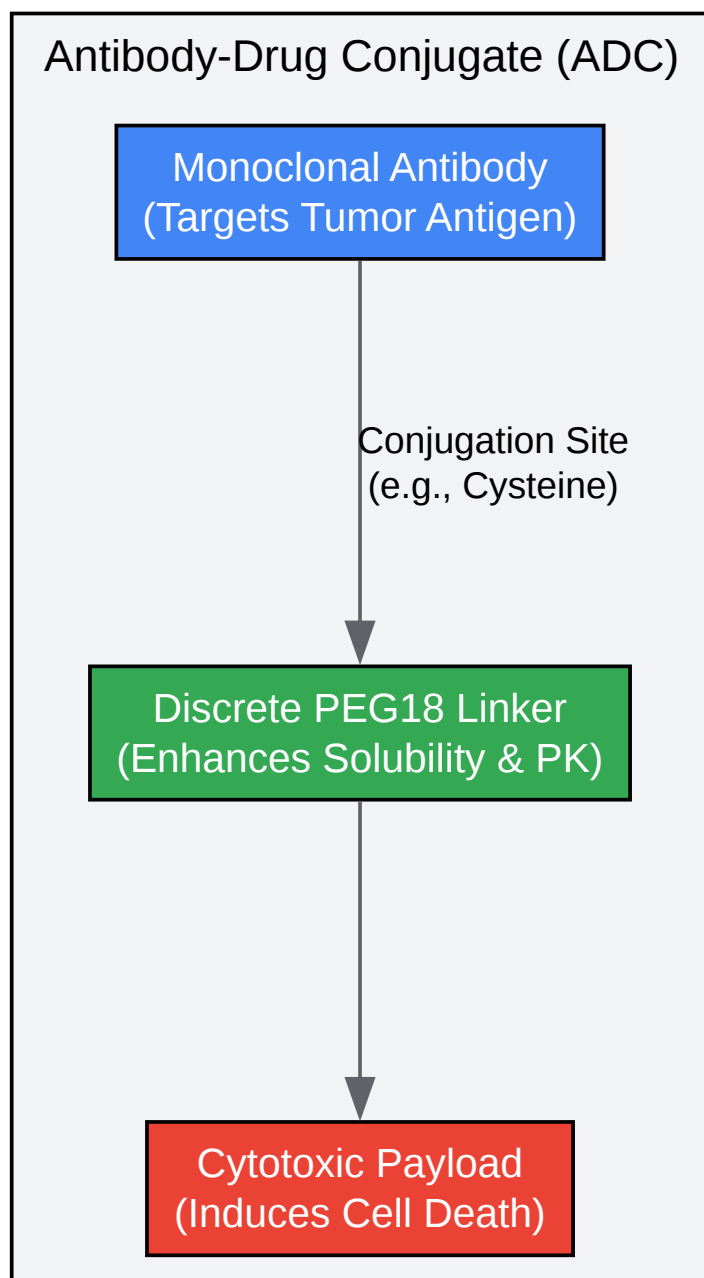 Antibody-Drug Conjugate (ADC)
Monoclonal Antibody
(Targets Tumor Antigen)
Conjugation Site
(e.g., Cysteine)
Discrete PEG18 Linker
(Enhances Solubility & PK)
Cytotoxic Payload
(Induces Cell Death)